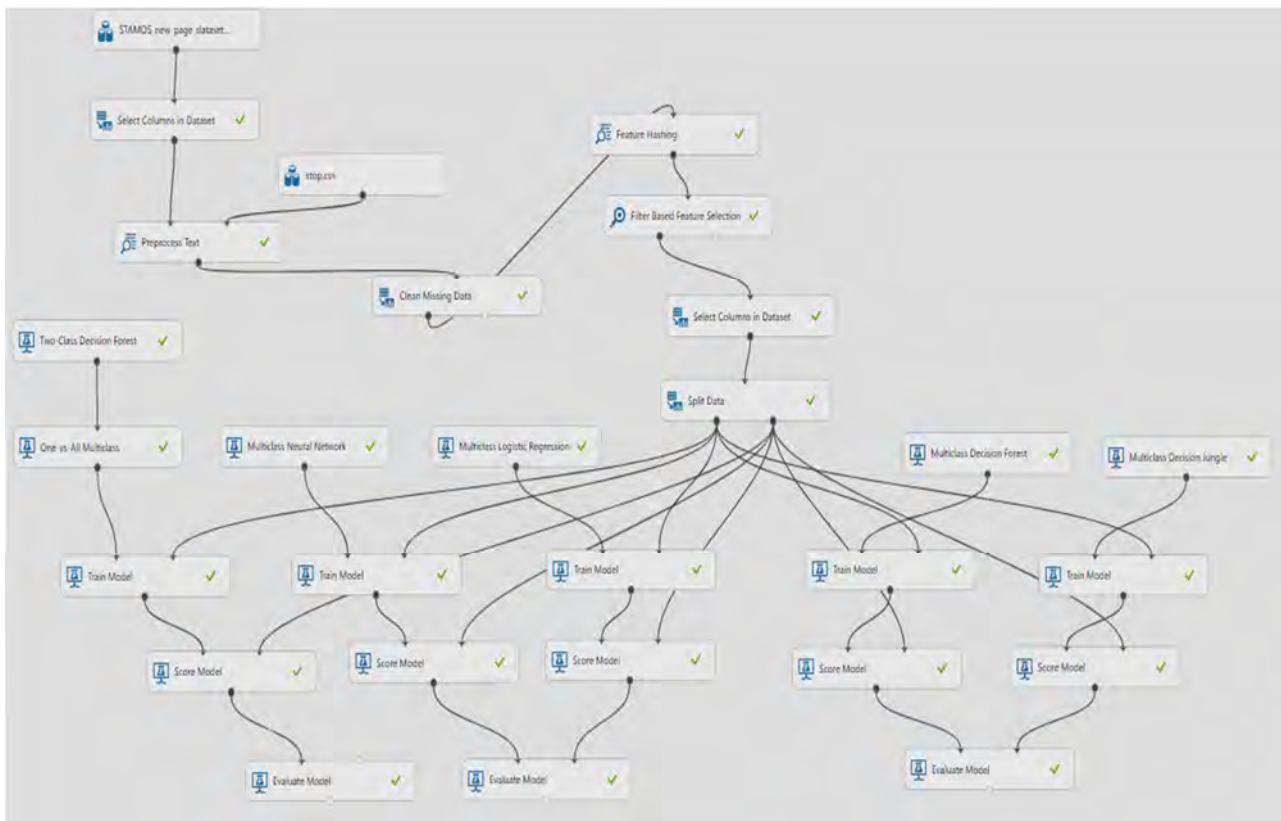 STAMOS new page dataset...
Select Columns in Dataset
Feature Hashing
stop.csv
Filter Based Feature Selection
Preprocess Text
Clean Missing Data
Select Columns in Dataset
Two-Class Decision Forest
Split Data
One-vs-All Multiclass
Multiclass Neural Network
Multiclass Logistic Regression
Multiclass Decision Forest
Multiclass Decision Jungle
Train Model
Train Model
Train Model
Train Model
Train Model
Score Model
Score Model
Score Model
Score Model
Score Model
Evaluate Model
Evaluate Model
Evaluate Model